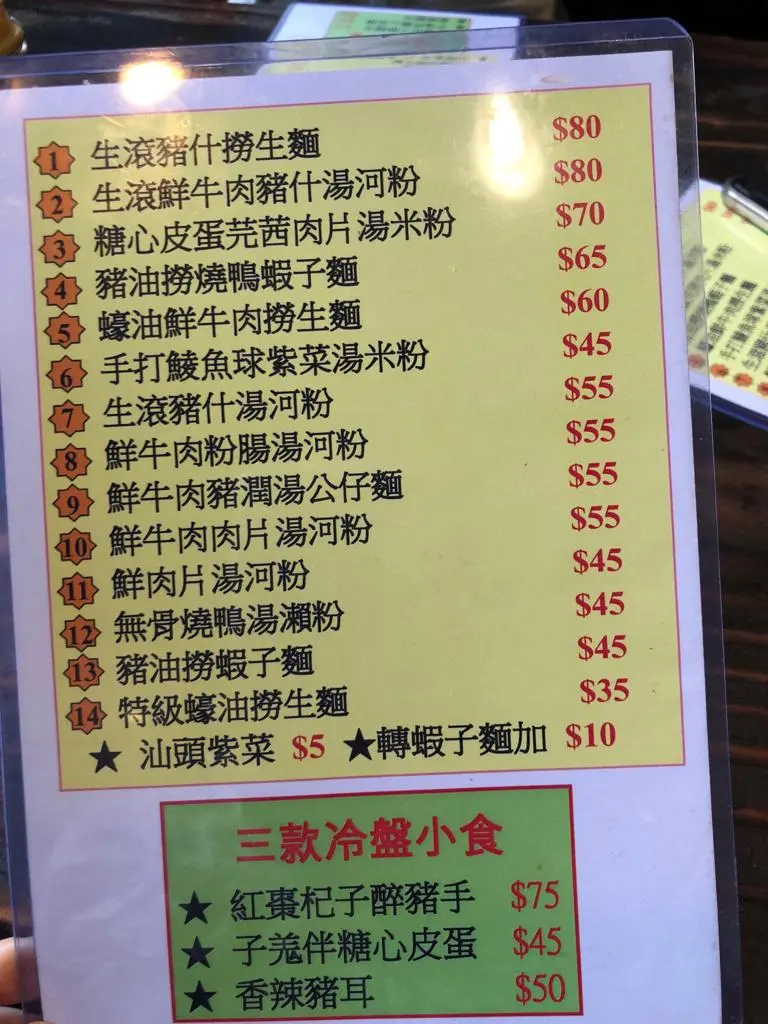 1 生滾豬什撈生麵 $80
2 生滾鮮牛肉豬什湯河粉 $80
3 糖心皮蛋芫茜肉片湯米粉 $70
4 豬油撈燒鴨蝦子麵 $65
5 蠔油鮮牛肉撈生麵 $60
6 手打鯪魚球紫菜湯米粉 $45
7 生滾豬什湯河粉 $55
8 鮮牛肉粉腸湯河粉 $55
9 鮮牛肉豬潤湯公仔麵 $55
10 鮮牛肉肉片湯河粉 $55
11 鮮肉片湯河粉 $45
12 無骨燒鴨湯瀨粉 $45
13 豬油撈蝦子麵 $45
14 特級蠔油撈生麵 $35
★ 汕頭紫菜 $5 ★轉蝦子麵加 $10
三款冷盤小食
★ 紅棗杞子醉豬手 $75
★ 子羗伴糖心皮蛋 $45
★ 香辣豬耳 $50